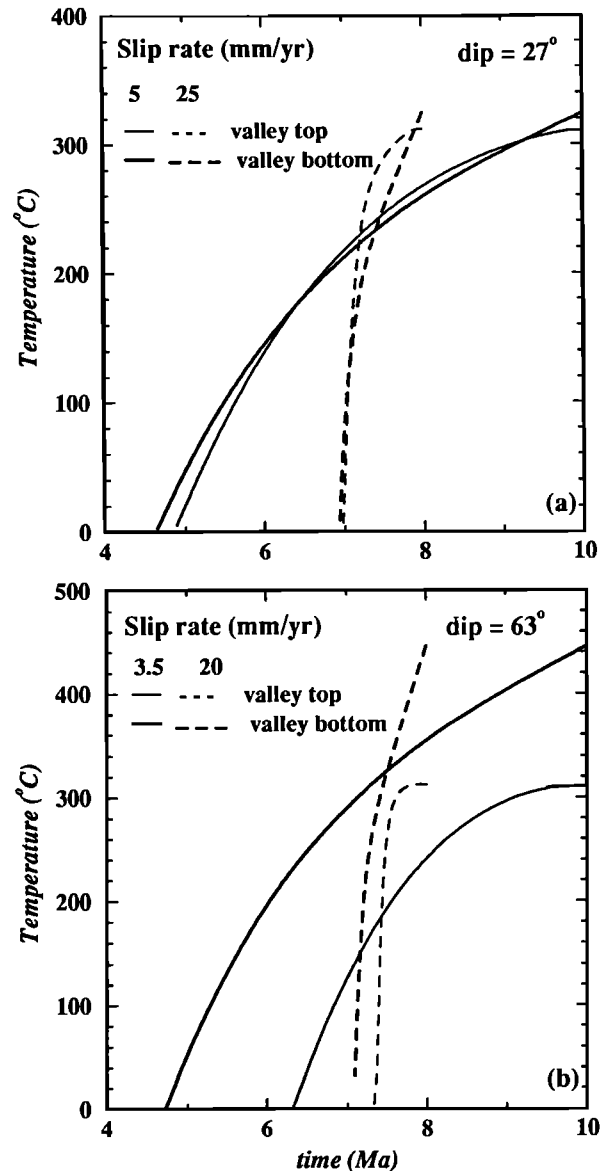 400
Slip rate (mm/yr) dip = 27°
5 25
valley top
300
valley bottom
Temperature (°C)
200
100
(a)
0
4 6 8 10
500
Slip rate (mm/yr) dip = 63°
3.5 20
valley top
400
valley bottom
300
Temperature (°C)
200
100
(b)
0
4 6 8 10
time (Ma)